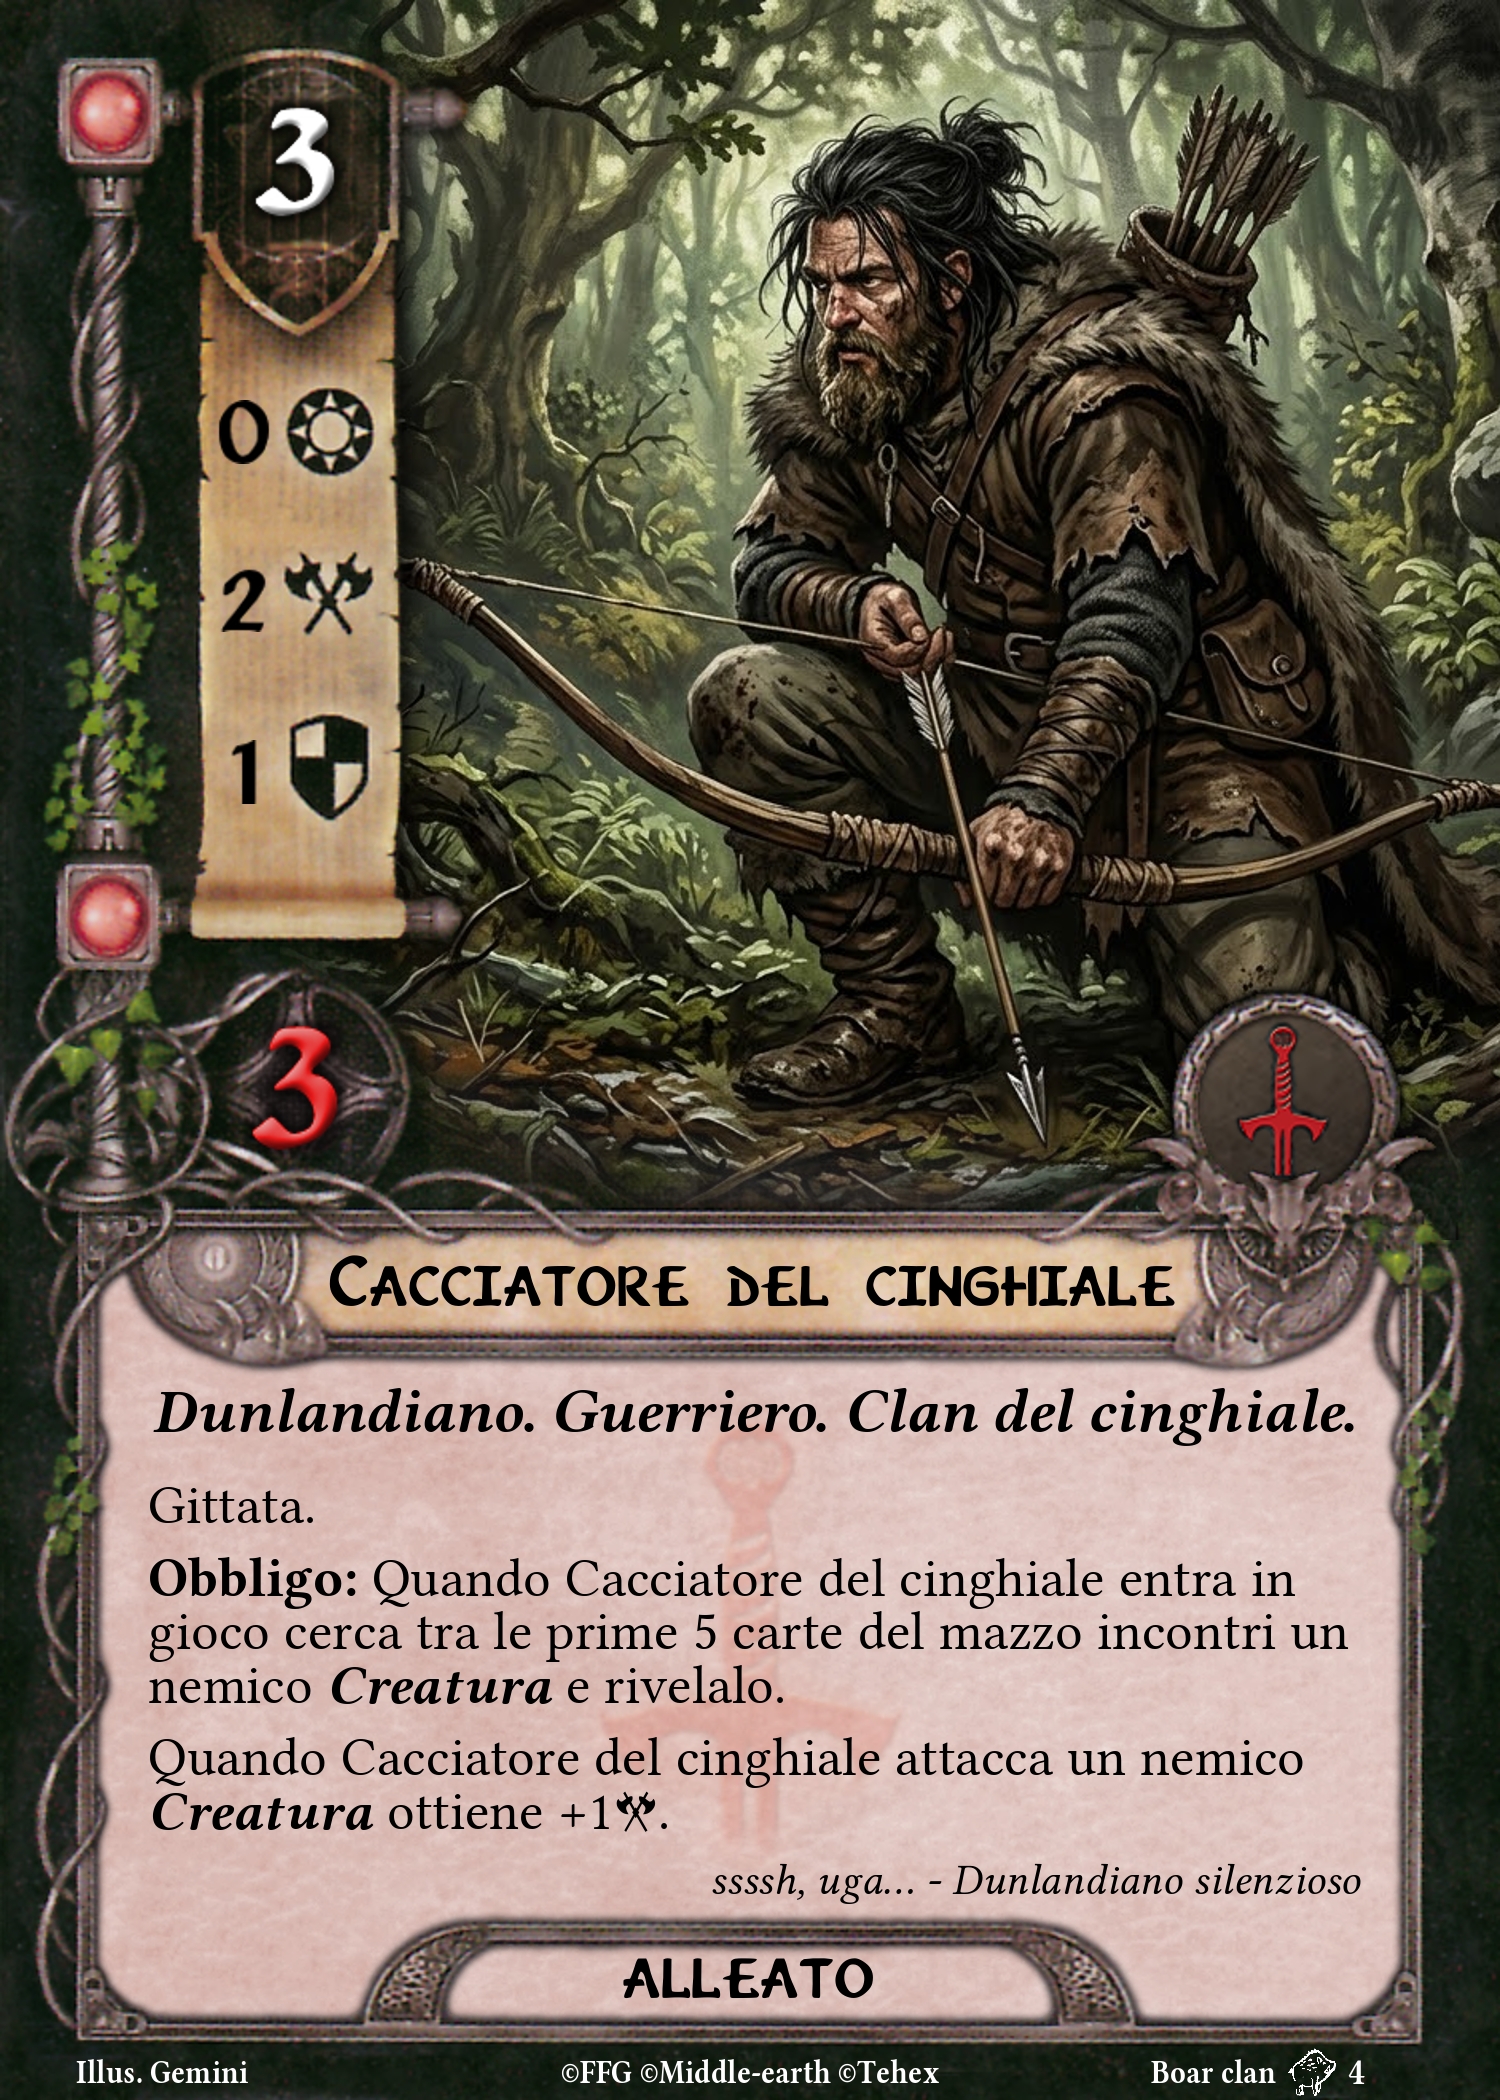 3
0
2
1
3
Cacciatore del cinghiale
Dunlandiano. Guerriero. Clan del cinghiale.
Gittata.
Obbligo: Quando Cacciatore del cinghiale entra in
gioco cerca tra le prime 5 carte del mazzo incontri un
nemico Creatura e rivelalo.
Quando Cacciatore del cinghiale attacca un nemico
Creatura ottiene +1.
ssssh, uga... - Dunlandiano silenzioso
ALLEATO
Illus. Gemini ©FFG ©Middle-earth ©Tehex Boar clan 4